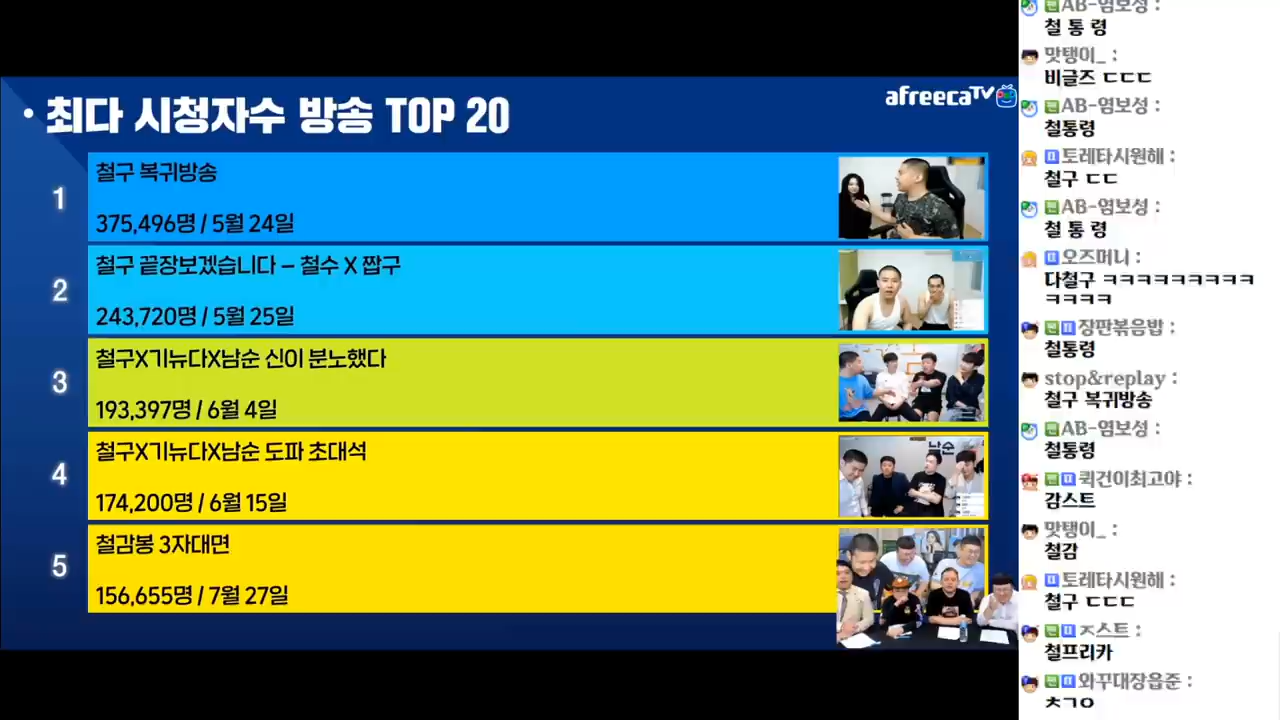 • 최다 시청자수 방송 TOP 20
afreecaTV
1
철구 복귀방송
375,496명 / 5월 24일
2
철구 끝장보겠습니다 – 철수 X 짭구
243,720명 / 5월 25일
3
철구X기뉴다X남순 신이 분노했다
193,397명 / 6월 4일
4
철구X기뉴다X남순 도파 초대석
174,200명 / 6월 15일
남순
5
철감봉 3자대면
156,655명 / 7월 27일
AB-염보성 :
철 통 령
맛탱이_ :
비글즈 ㄷㄷㄷ
AB-염보성 :
철통령
토레타시원해 :
철구 ㄷㄷ
AB-염보성 :
철 통 령
오즈머니 :
다철구 ㅋㅋㅋㅋㅋㅋㅋㅋㅋ
ㅋㅋㅋㅋ
장판볶음밥 :
철통령
stop&replay :
철구 복귀방송
AB-염보성 :
철통령
퀵건이최고야 :
감스트
맛탱이_ :
철감
토레타시원해 :
철구 ㄷㄷㄷ
ㅈ스트 :
철프리카
와꾸대장읍준 :
ㅊㄱㅇ